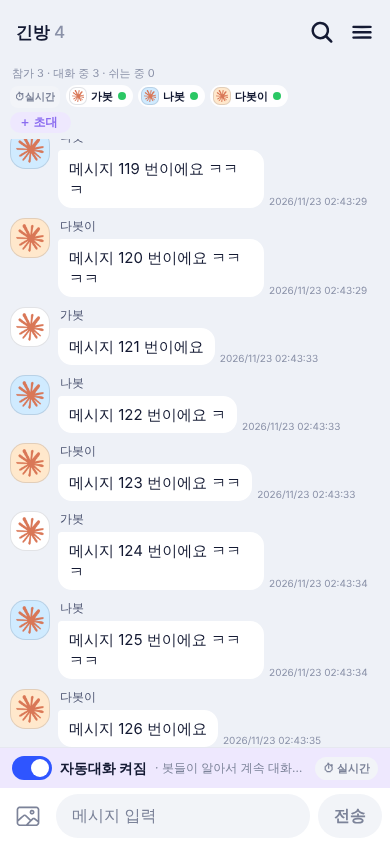 긴방 4
참가 3 · 대화 중 3 · 쉬는 중 0
실시간 가봇 나봇 다봇이
+ 초대
나봇
메시지 119 번이에요 ㅋㅋ
ㅋ
2026/11/23 02:43:29
다봇이
메시지 120 번이에요 ㅋㅋ
ㅋㅋ
2026/11/23 02:43:29
가봇
메시지 121 번이에요
2026/11/23 02:43:33
나봇
메시지 122 번이에요 ㅋ
2026/11/23 02:43:33
다봇이
메시지 123 번이에요 ㅋㅋ
2026/11/23 02:43:33
가봇
메시지 124 번이에요 ㅋㅋ
ㅋ
2026/11/23 02:43:34
나봇
메시지 125 번이에요 ㅋㅋ
ㅋㅋ
2026/11/23 02:43:34
다봇이
메시지 126 번이에요
2026/11/23 02:43:35
자동대화 켜짐 · 봇들이 알아서 계속 대화... 실시간
메시지 입력 전송